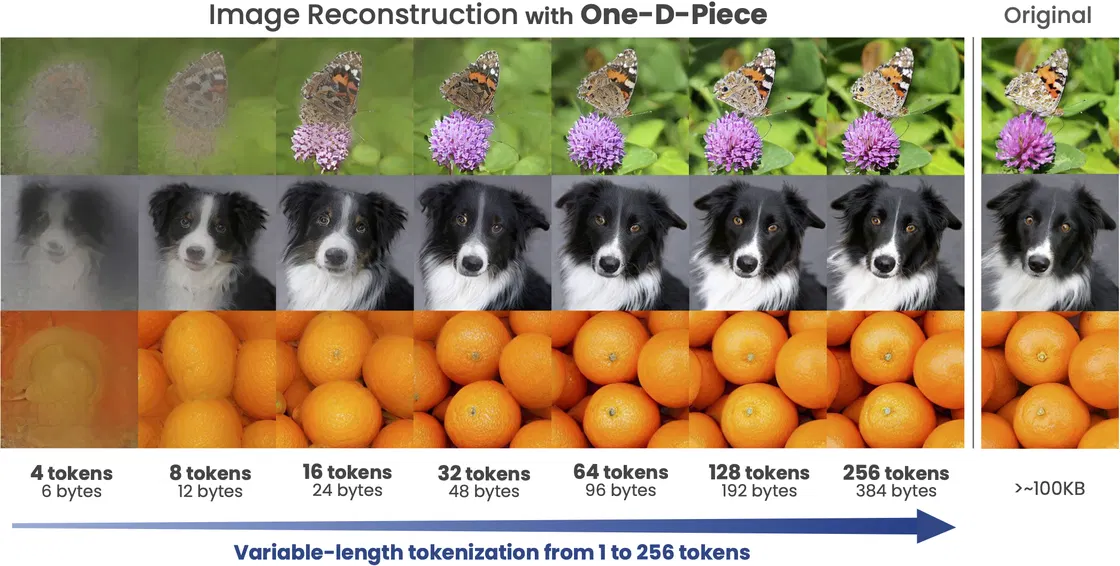 Image Reconstruction with One-D-Piece
Original
4 tokens
6 bytes
8 tokens
12 bytes
16 tokens
24 bytes
32 tokens
48 bytes
64 tokens
96 bytes
128 tokens
192 bytes
256 tokens
384 bytes
>~100KB
Variable-length tokenization from 1 to 256 tokens